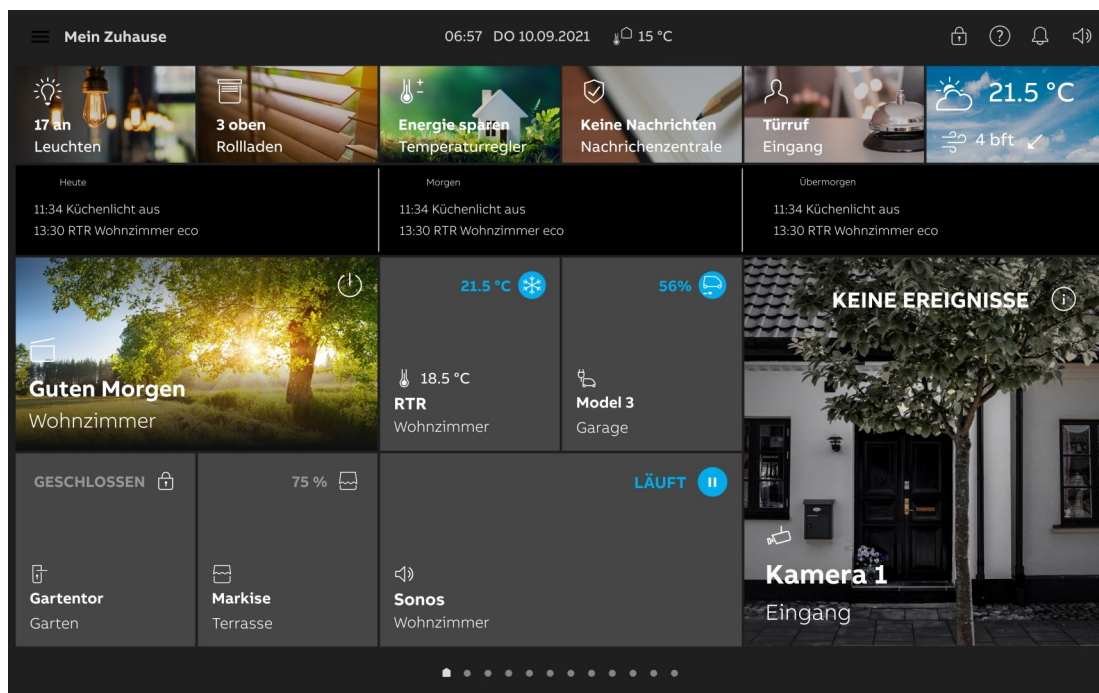 Mein Zuhause
06:57 DO 10.09.2021 15 °C
17 an
Leuchten
3 oben
Rollladen
Energie sparen
Temperaturregler
Keine Nachrichten
Nachrichenzentrale
Türruf
Eingang
21.5 °C
4 bft
Heute
11:34 Küchenlicht aus
13:30 RTR Wohnzimmer eco
Morgen
11:34 Küchenlicht aus
13:30 RTR Wohnzimmer eco
Übermorgen
11:34 Küchenlicht aus
13:30 RTR Wohnzimmer eco
Guten Morgen
Wohnzimmer
21.5 °C
18.5 °C
RTR
Wohnzimmer
56%
Model 3
Garage
KEINE EREIGNISSE
Kamera 1
Eingang
GESCHLOSSEN
Gartentor
Garten
75 %
Markise
Terrasse
LÄUFT
Sonos
Wohnzimmer